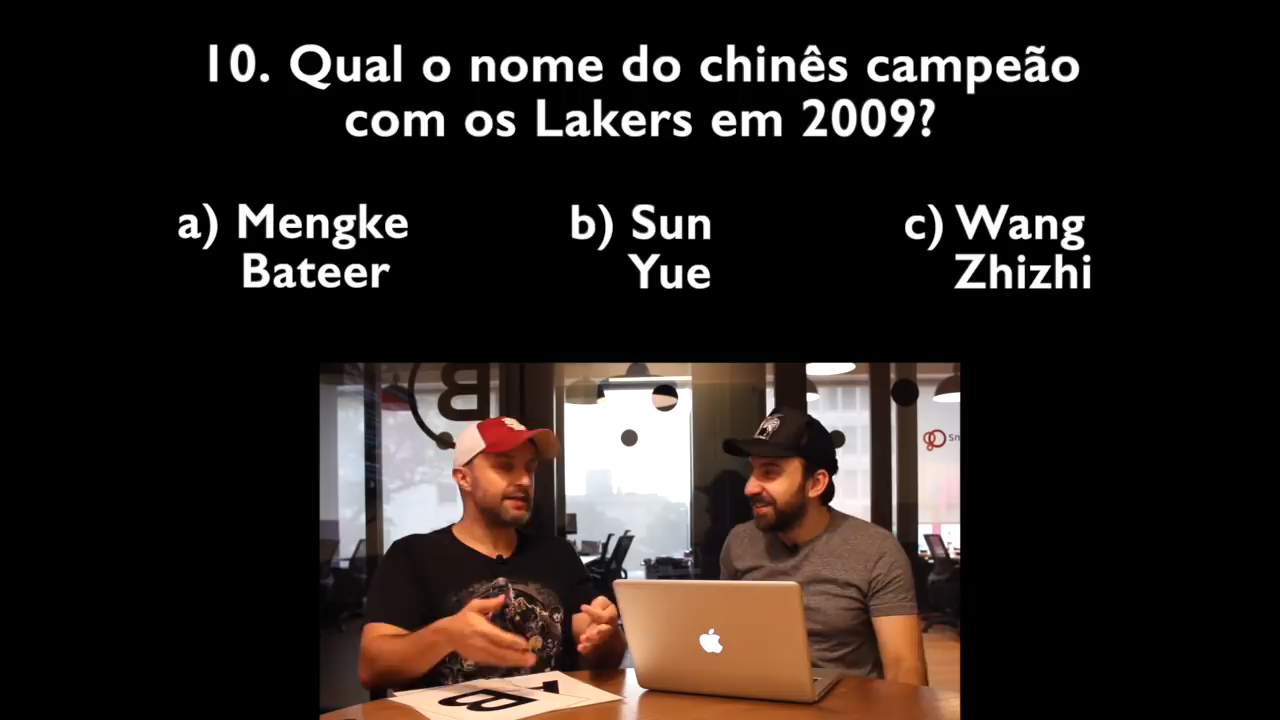 10. Qual o nome do chinês campeão
com os Lakers em 2009?
a) Mengke
Bateer
b) Sun
Yue
c) Wang
Zhizhi
B
B